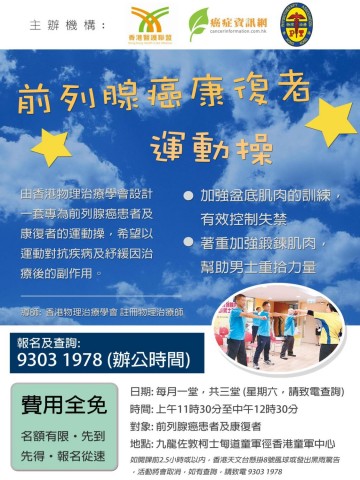 主辦機構：
香港醫護聯盟
癌症資訊網
cancerinformation.com.hk
前列腺癌康復者
運動操
由香港物理治療學會設計
一套專為前列腺癌患者及
康復者的運動操，希望以
運動對抗疾病及紓緩因治
療後的副作用。
● 加強盆底肌肉的訓練，
有效控制失禁
● 著重加強鍛鍊肌肉，
幫助男士重拾力量
導師: 香港物理治療學會 註冊物理治療師
報名及查詢:
9303 1978 (辦公時間)
費用全免
名額有限・先到
先得・報名從速
日期: 每月一堂，共三堂 (星期六，請致電查詢)
時間: 上午11時30分至中午12時30分
對象: 前列腺癌患者及康復者
地點: 九龍佐敦柯士甸道童軍徑香港童軍中心
如開課前2.5小時或以內，香港天文台懸掛8號風球或發出黑雨警告
，活動將會取消，如有查詢，請致電 9303 1978